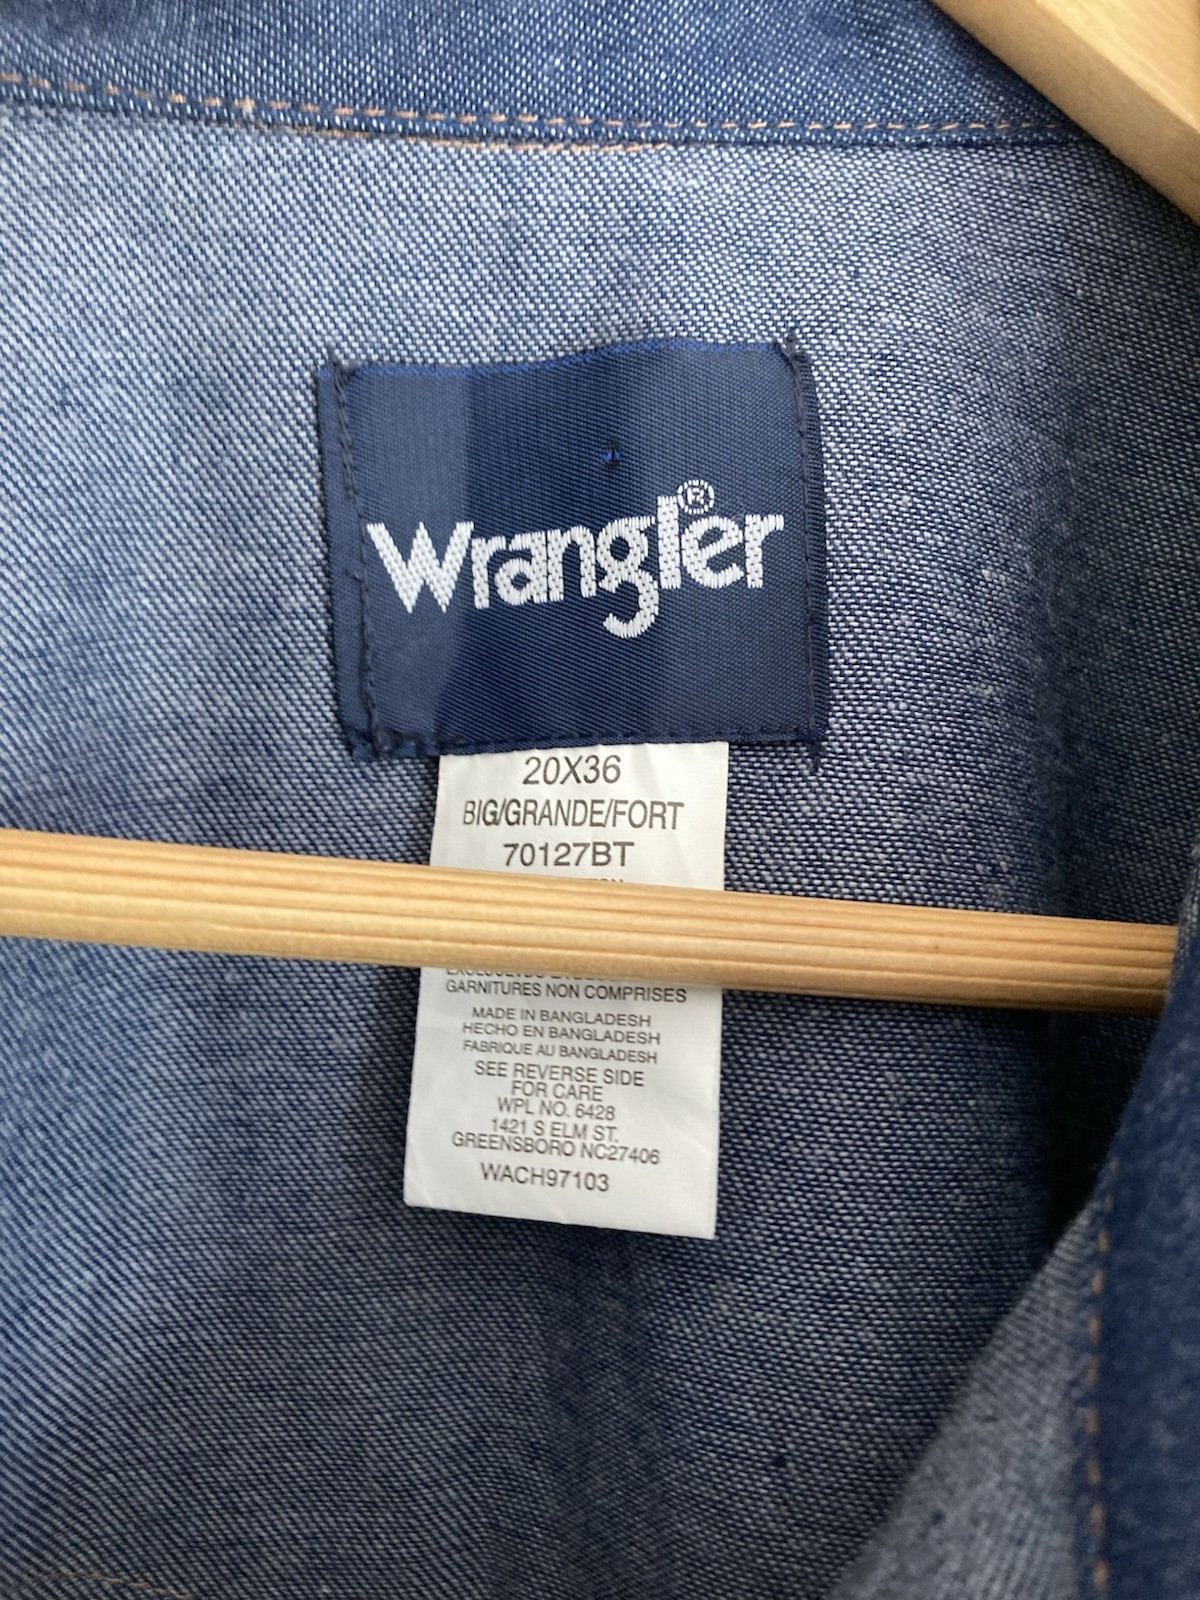 Wrangler®
20X36
BIG/GRANDE/FORT
70127BT
GARNITURES NON COMPRISES
MADE IN BANGLADESH
HECHO EN BANGLADESH
FABRIQUE AU BANGLADESH
SEE REVERSE SIDE
FOR CARE
WPL NO. 6428
1421 S ELM ST.
GREENSBORO NC27406
WACH97103